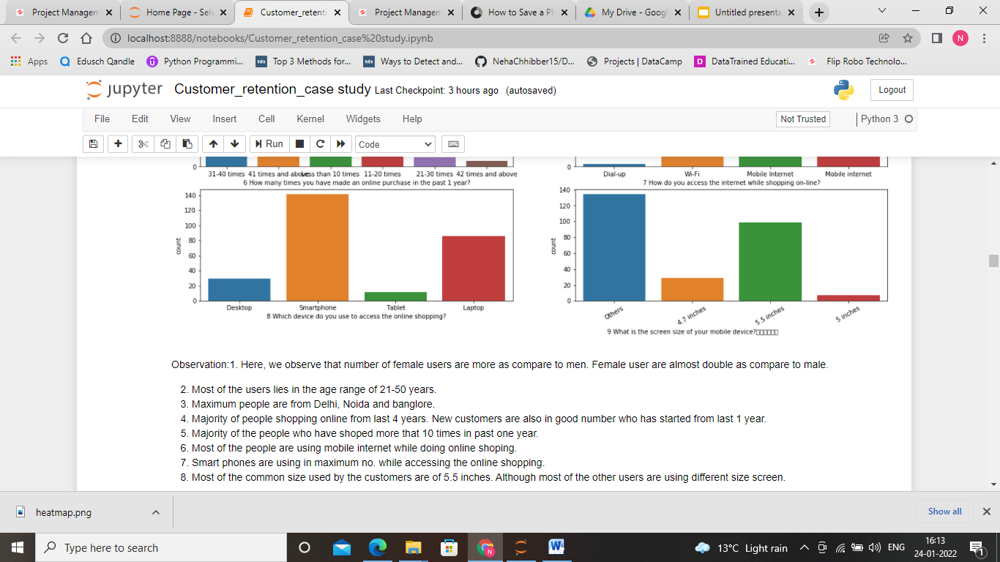 Project Managem
Home Page - Sele
Customer_retenti
Project Managem
How to Save a Pl
My Drive - Googl
Untitled presenta
localhost:8888/notebooks/Customer_retention_case%20study.ipynb
N
Apps
Edusch Qandle
Python Programmi...
tds Top 3 Methods for...
tds Ways to Detect and...
NehaChhibber15/D...
Projects | DataCamp
D DataTrained Educati...
Flip Robo Technolo...
jupyter Customer_retention_case study Last Checkpoint: 3 hours ago (autosaved)
Logout
File Edit View Insert Cell Kernel Widgets Help
Not Trusted
Python 3
Run
Code
0
31-40 times 41 times and above Less than 10 times 11-20 times 21-30 times 42 times and above
6 How many times you have made an online purchase in the past 1 year?
0
Dial-up Wi-Fi Mobile Internet Mobile internet
7 How do you access the internet while shopping on-line?
140
120
100
80
60
40
20
0
count
Desktop Smartphone Tablet Laptop
8 Which device do you use to access the online shopping?
140
120
100
80
60
40
20
0
count
Others 4.7 inches 5.5 inches 5 inches
9 What is the screen size of your mobile device?□□□□□□
Observation:1. Here, we observe that number of female users are more as compare to men. Female user are almost double as compare to male.
2. Most of the users lies in the age range of 21-50 years.
3. Maximum people are from Delhi, Noida and banglore.
4. Majority of people shopping online from last 4 years. New customers are also in good number who has started from last 1 year.
5. Majority of the people who have shoped more that 10 times in past one year.
6. Most of the people are using mobile internet while doing online shoping.
7. Smart phones are using in maximum no. while accessing the online shopping.
8. Most of the common size used by the customers are of 5.5 inches. Although most of the other users are using different size screen.
heatmap.png
Show all
Type here to search
N
W
13°C Light rain
ENG
16:13
24-01-2022
1